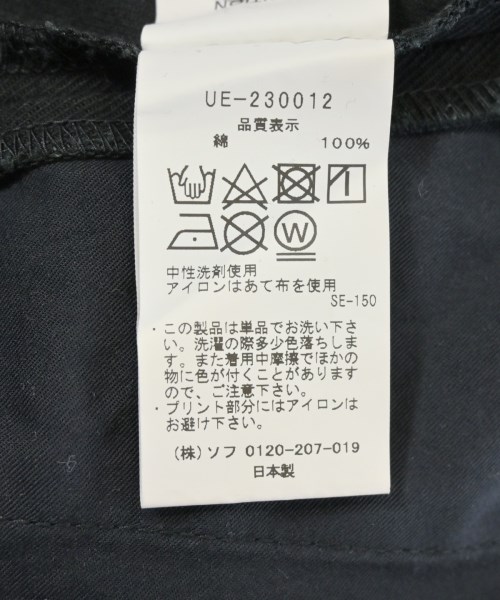 UE-230012
品質表示
綿 100%
W
中性洗剤使用
アイロンはあて布を使用
SE-150
・この製品は単品でお洗い下さ
い。洗濯の際多少色落ちしま
す。また着用中摩擦でほかの
物に色が付くことがあります
ので、ご注意下さい。
・プリント部分にはアイロンは
お避け下さい。
(株)ソフ 0120-207-019
日本製